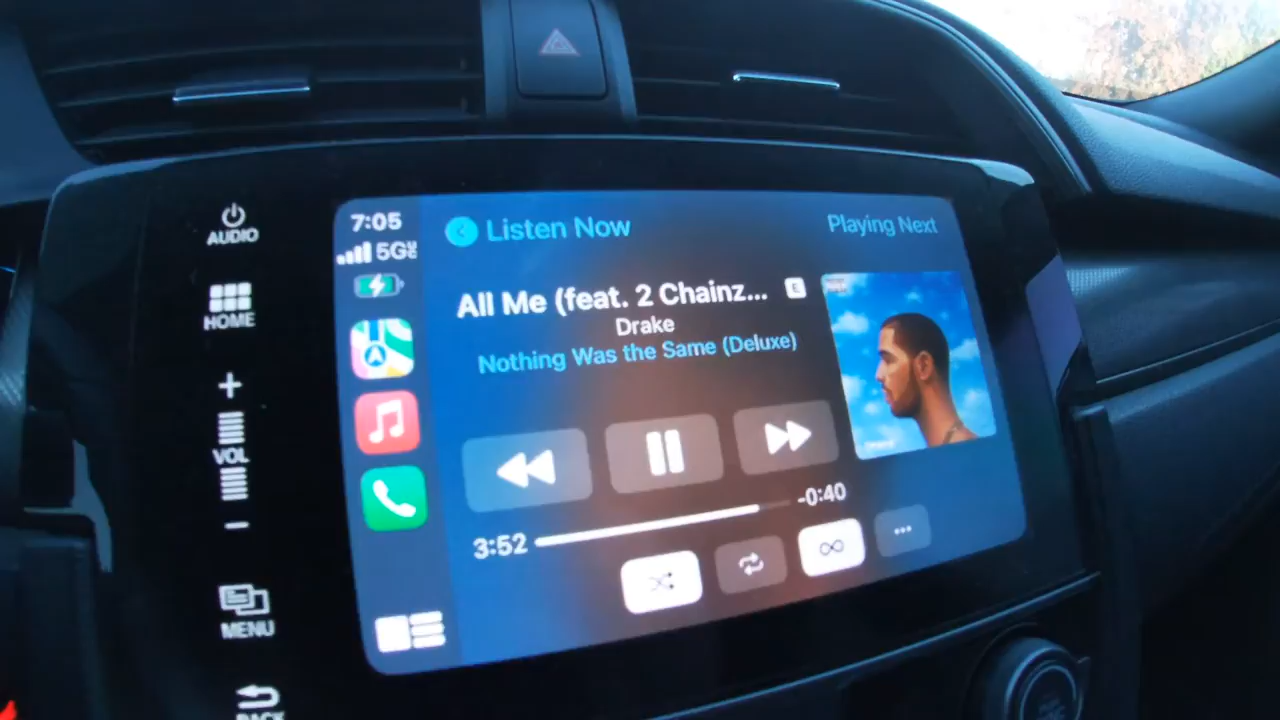 AUDIO
HOME
VOL
MENU
BACK
7:05
5G
Listen Now
Playing Next
All Me (feat. 2 Chainz... E
Drake
Nothing Was the Same (Deluxe)
3:52
-0:40